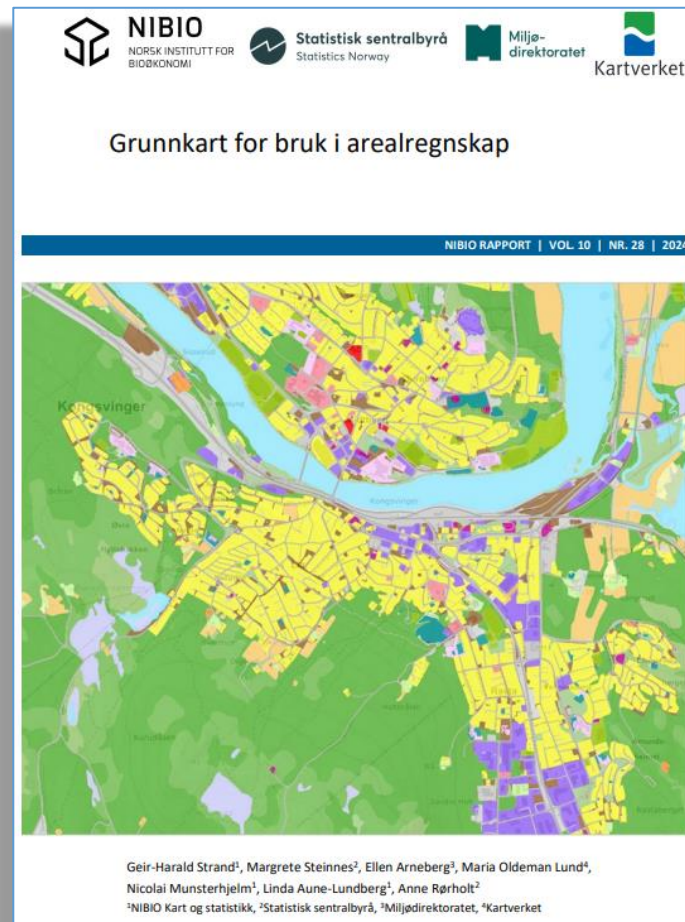 NIBIO
NORSK INSTITUTT FOR
BIOØKONOMI
Statistisk sentralbyrå
Statistics Norway
Miljø-
direktoratet
Kartverket
Grunnkart for bruk i arealregnskap
NIBIO RAPPORT | VOL. 10 | NR. 28 | 2024
Kongsvinger
Kongsvinger
Geir-Harald Strand¹, Margrete Steinnes², Ellen Arneberg³, Maria Oldeman Lund⁴,
Nicolai Munsterhjelm¹, Linda Aune-Lundberg¹, Anne Rørholt²
¹NIBIO Kart og statistikk, ²Statistisk sentralbyrå, ³Miljødirektoratet, ⁴Kartverket